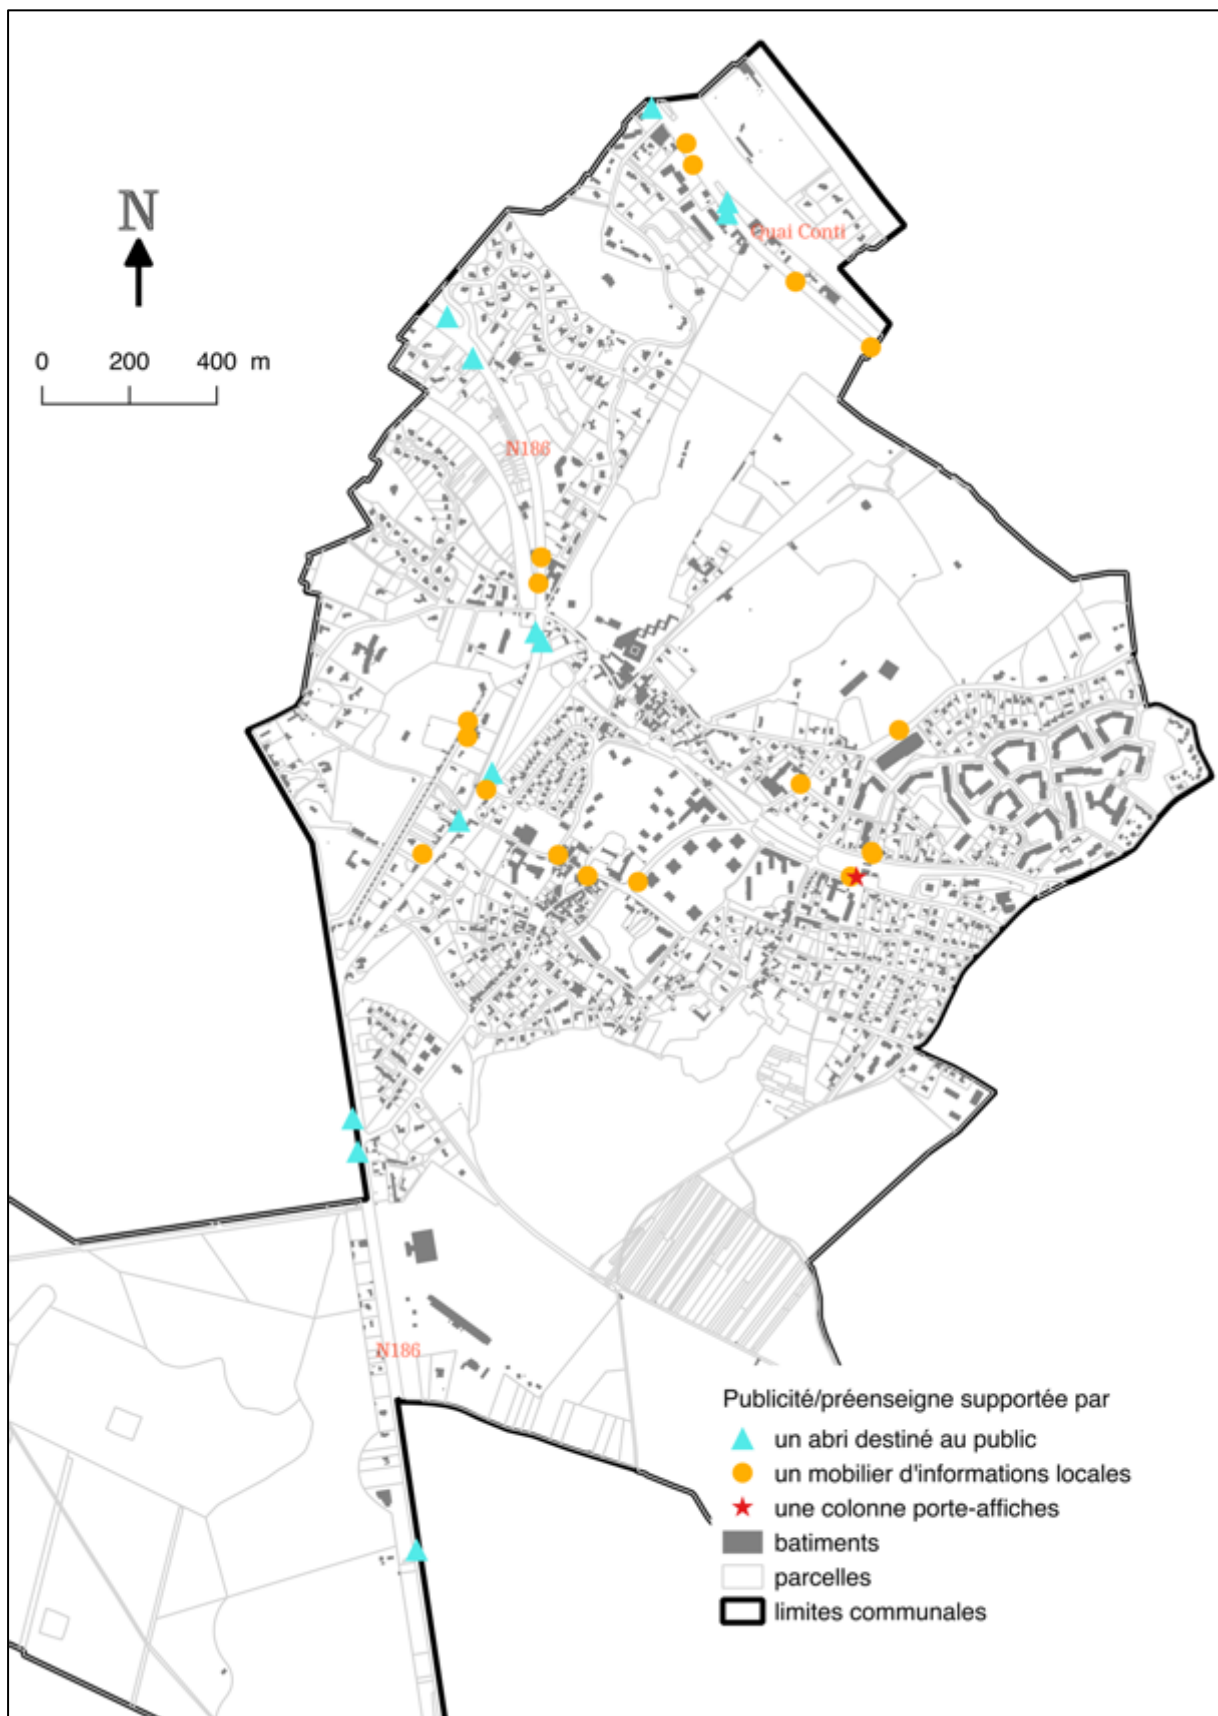 N
0 200 400 m
Quai Conti
N186
N186
Publicité/préenseigne supportée par
un abri destiné au public
un mobilier d'informations locales
une colonne porte-affiches
batiments
parcelles
limites communales